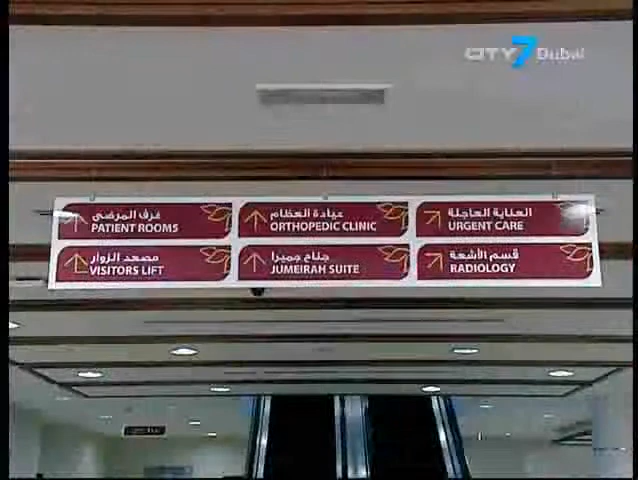 CITY7 Dubai
غرف المرضى
PATIENT ROOMS
عيادة العظام
ORTHOPEDIC CLINIC
العناية العاجلة
URGENT CARE
مصعد الزوار
VISITORS LIFT
جناح جميرا
JUMEIRAH SUITE
قسم الأشعة
RADIOLOGY